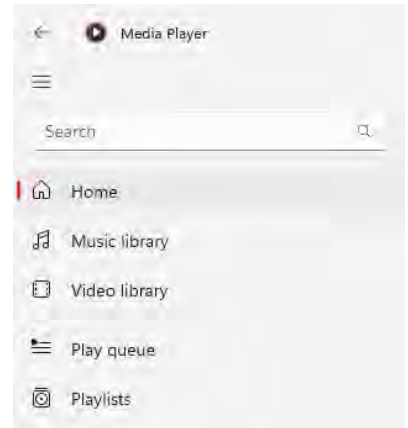 Media Player
Search
Home
Music library
Video library
Play queue
Playlists